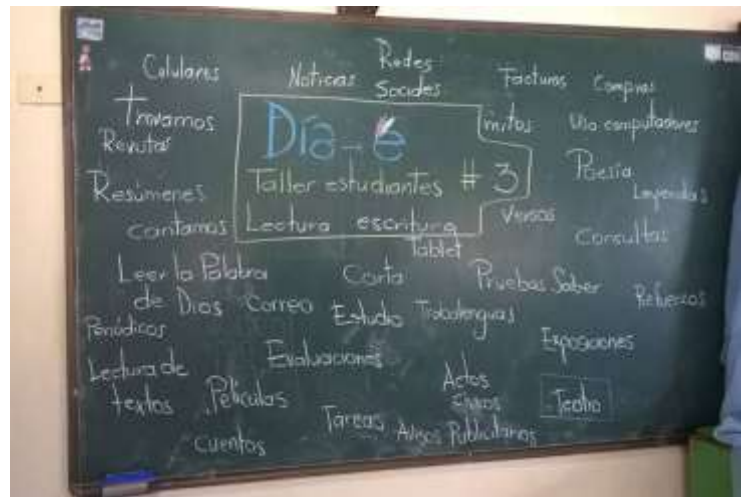 Celulares
Noticias
Redes
Sociales
Facturas
Compras
Trovamos
Revistas
Día-e
mitos
Uso computadores
Resúmenes
Taller estudiantes # 3
Poesía
Leyendas
cantamos
Lectura escritura
Versos
Consultas
Tablet
Leer la Palabra
de Dios
Carta
Pruebas Saber
Refuerzos
Correo
Estudio
Trabalenguas
Periódicos
Exposiciones
Evaluaciones
Lectura de
textos
Películas
Actos
Cívicos
Teatro
cuentos
Tareas
Avisos Publicitarios